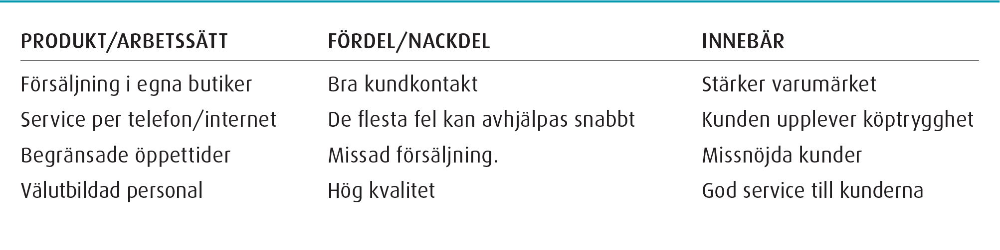 PRODUKT/ARBETSSÄTT FÖRDEL/NACKDEL INNEBÄR
Försäljning i egna butiker Bra kundkontakt Stärker varumärket
Service per telefon/internet De flesta fel kan avhjälpas snabbt Kunden upplever köptrygghet
Begränsade öppettider Missad försäljning. Missnöjda kunder
Välutbildad personal Hög kvalitet God service till kunderna